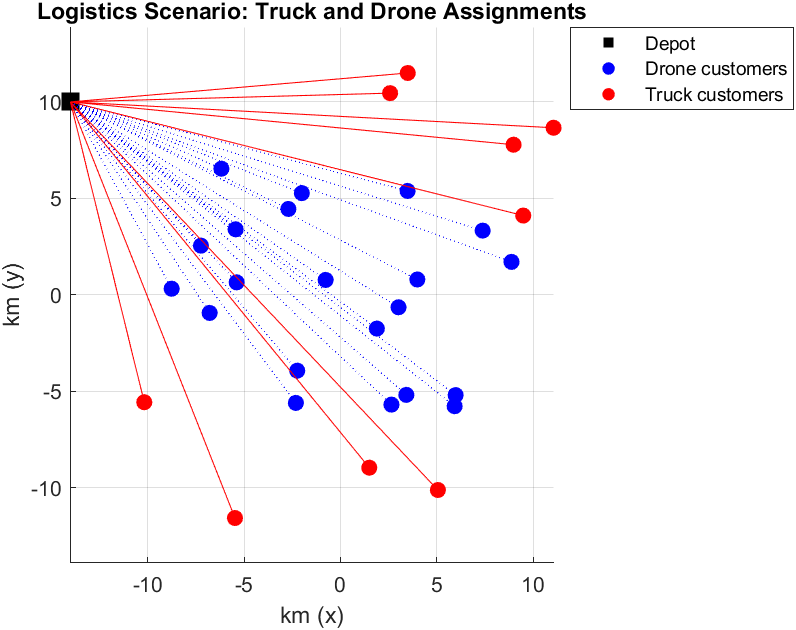 Logistics Scenario: Truck and Drone Assignments
Depot
Drone customers
Truck customers
10
5
0
-5
-10
km (y)
-10
-5
0
5
10
km (x)